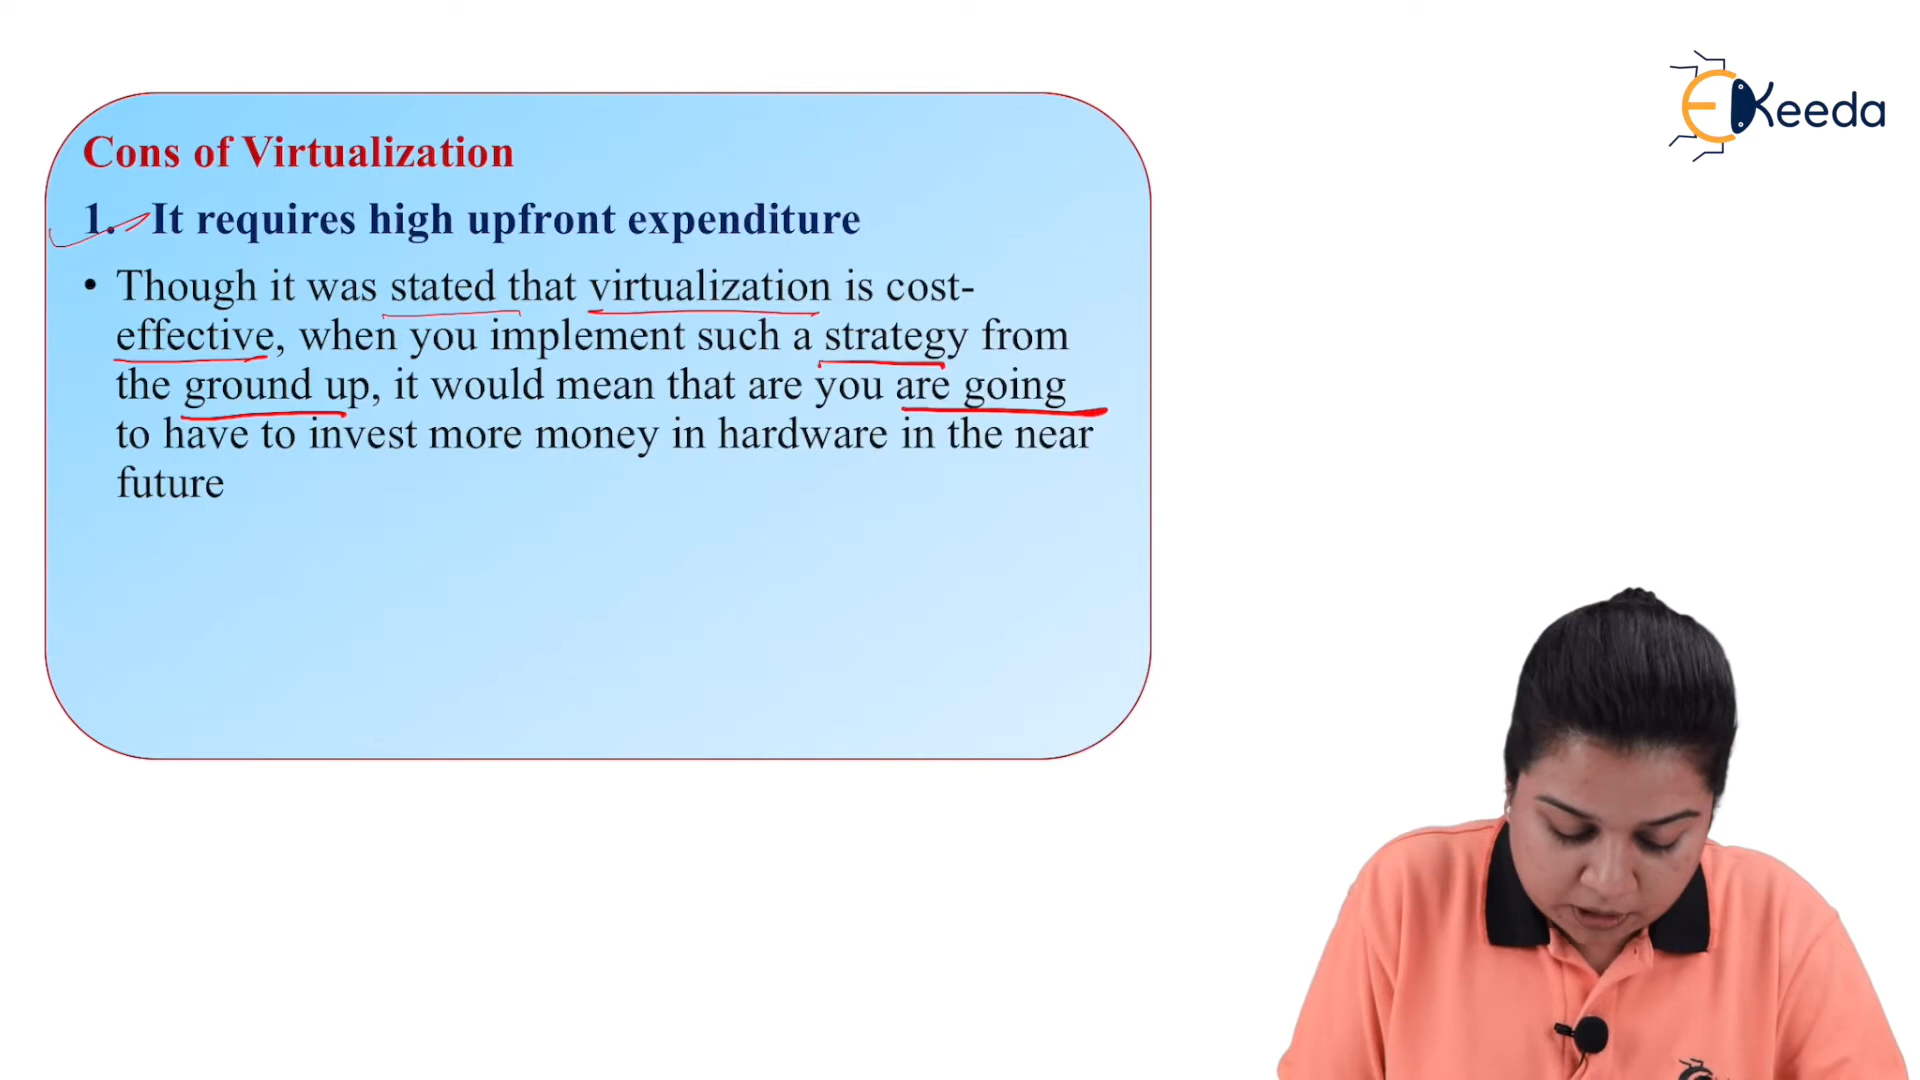 EKeeda
Cons of Virtualization
1. It requires high upfront expenditure
• Though it was stated that virtualization is cost-
effective, when you implement such a strategy from
the ground up, it would mean that are you are going
to have to invest more money in hardware in the near
future